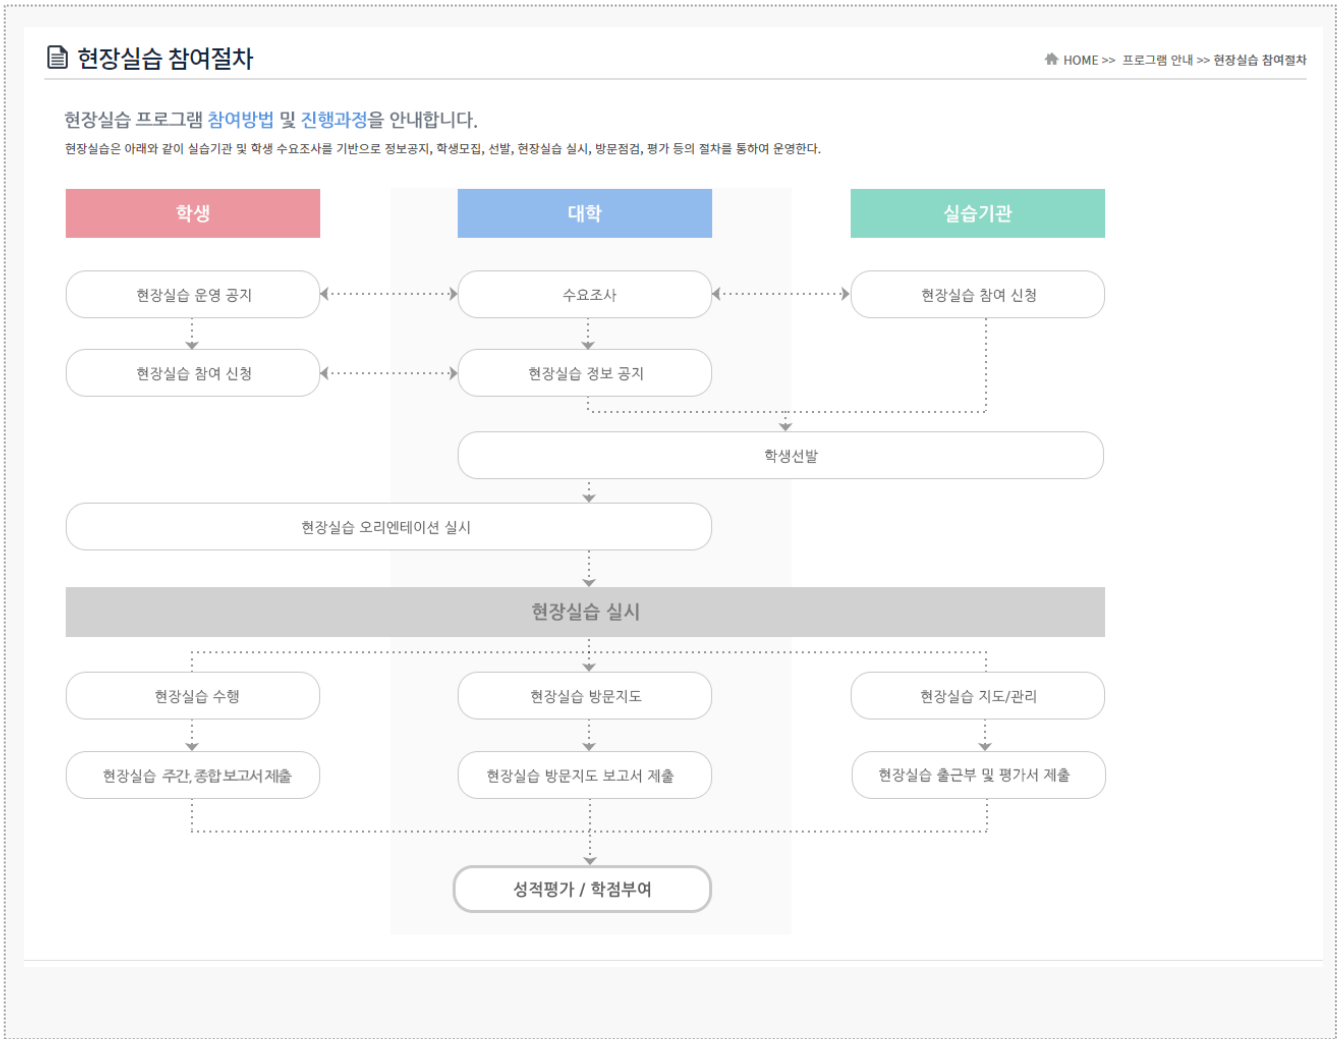 현장실습 참여절차
HOME >> 프로그램 안내 >> 현장실습 참여절차
현장실습 프로그램 참여방법 및 진행과정을 안내합니다.
현장실습은 아래와 같이 실습기관 및 학생 수요조사를 기반으로 정보공지, 학생모집, 선발, 현장실습 실시, 방문점검, 평가 등의 절차를 통하여 운영한다.
학생
대학
실습기관
현장실습 운영 공지
수요조사
현장실습 참여 신청
현장실습 참여 신청
현장실습 정보 공지
학생선발
현장실습 오리엔테이션 실시
현장실습 실시
현장실습 수행
현장실습 방문지도
현장실습 지도/관리
현장실습 주간, 종합 보고서 제출
현장실습 방문지도 보고서 제출
현장실습 출근부 및 평가서 제출
성적평가 / 학점부여